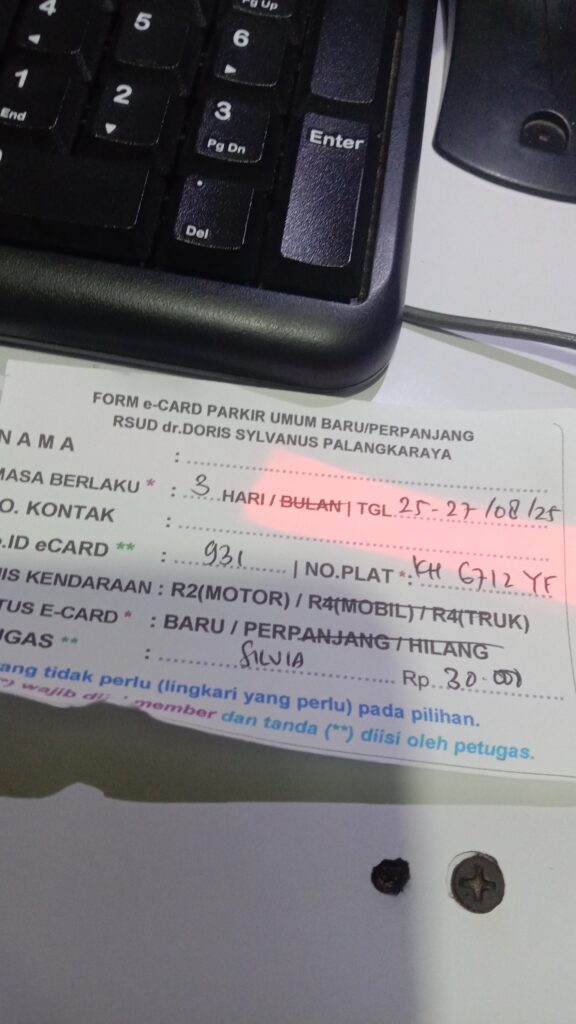 4
5
6
Pg Up
1
End
2
3
Pg Dn
Enter
.
Del
FORM e-CARD PARKIR UMUM BARU/PERPANJANG
RSUD dr.DORIS SYLVANUS PALANGKARAYA
NAMA :
MASA BERLAKU * : 3 HARI / BULAN | TGL 25-27/08/25
O. KONTAK :
.ID eCARD ** : 931 | NO.PLAT *: KH 6712 YF
NIS KENDARAAN : R2(MOTOR) / R4(MOBIL) / R4(TRUK)
TUS E-CARD * : BARU / PERPANJANG / HILANG
UGAS ** : SILVIA Rp. 30.000
ang tidak perlu (lingkari yang perlu) pada pilihan.
*) wajib diisi member dan tanda (**) diisi oleh petugas.